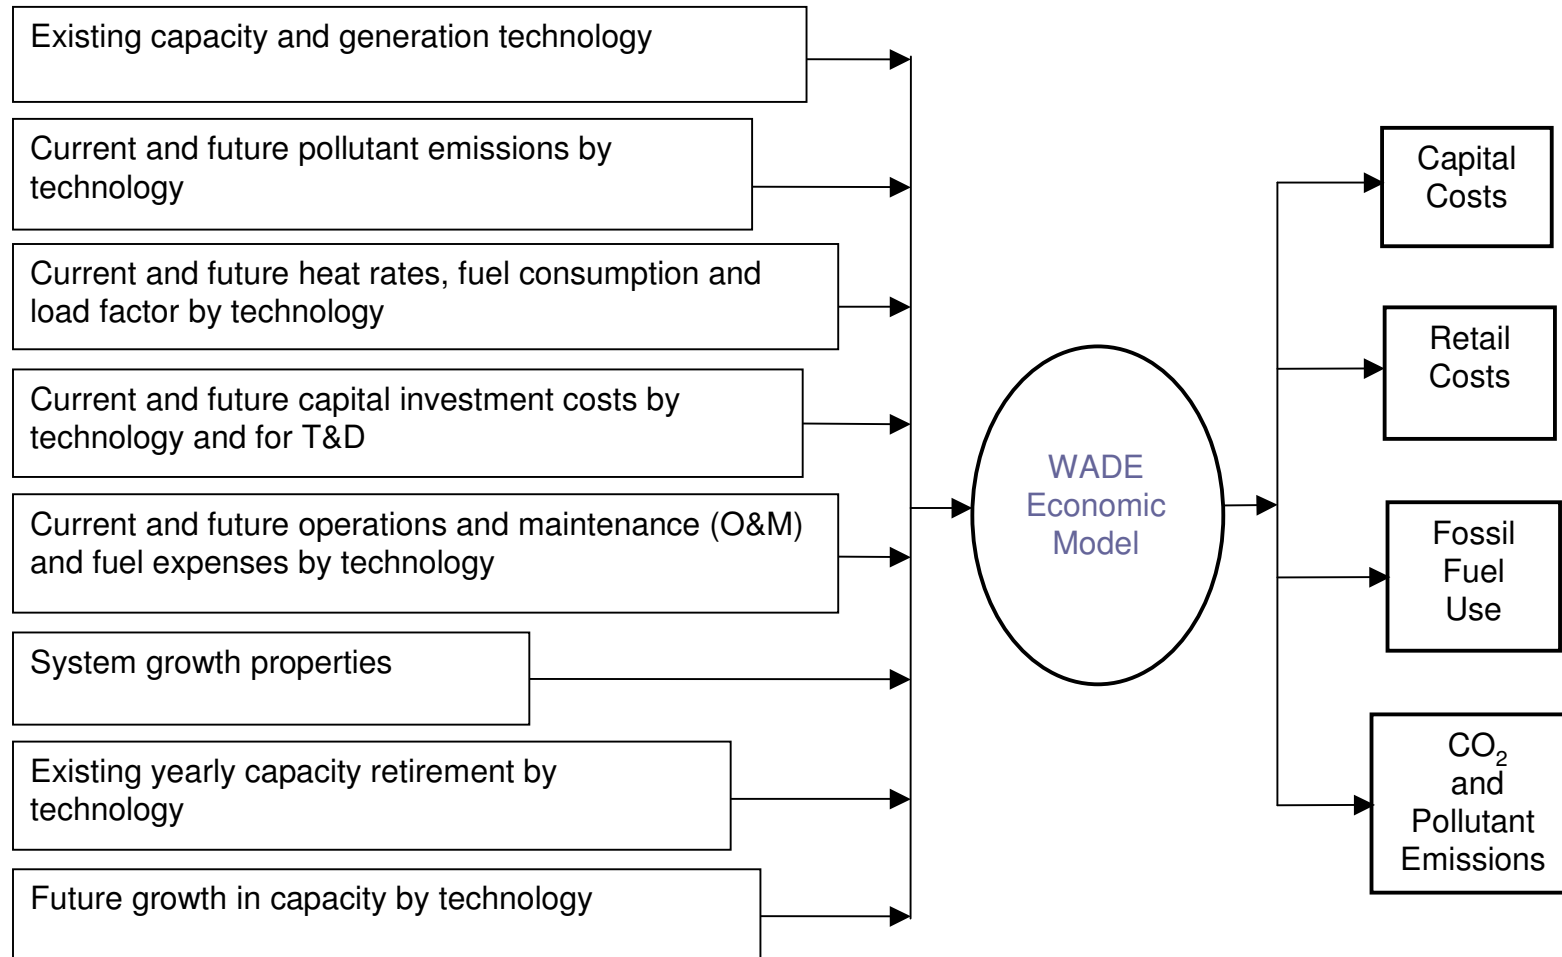 Existing capacity and generation technology
Current and future pollutant emissions by
technology
Current and future heat rates, fuel consumption and
load factor by technology
Current and future capital investment costs by
technology and for T&D
Current and future operations and maintenance (O&M)
and fuel expenses by technology
System growth properties
Existing yearly capacity retirement by
technology
Future growth in capacity by technology
WADE
Economic
Model
Capital
Costs
Retail
Costs
Fossil
Fuel
Use
CO₂
and
Pollutant
Emissions